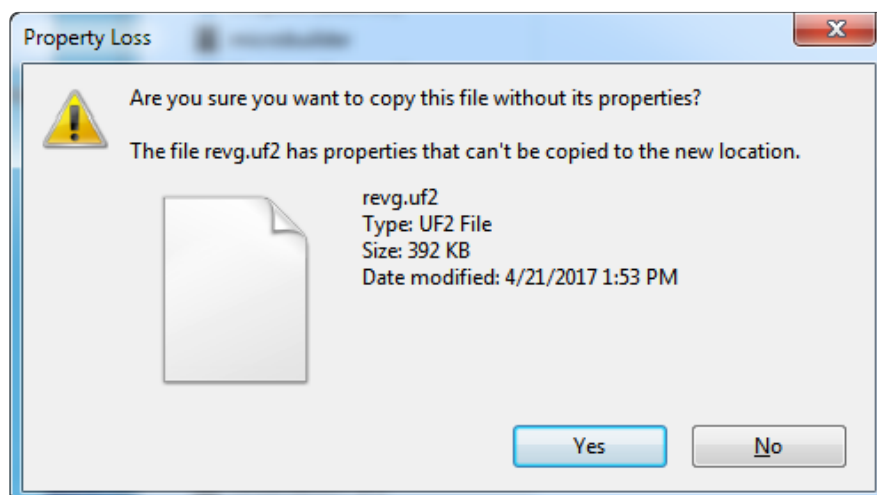 Property Loss
Are you sure you want to copy this file without its properties?
The file revg.uf2 has properties that can't be copied to the new location.
revg.uf2
Type: UF2 File
Size: 392 KB
Date modified: 4/21/2017 1:53 PM
Yes
No